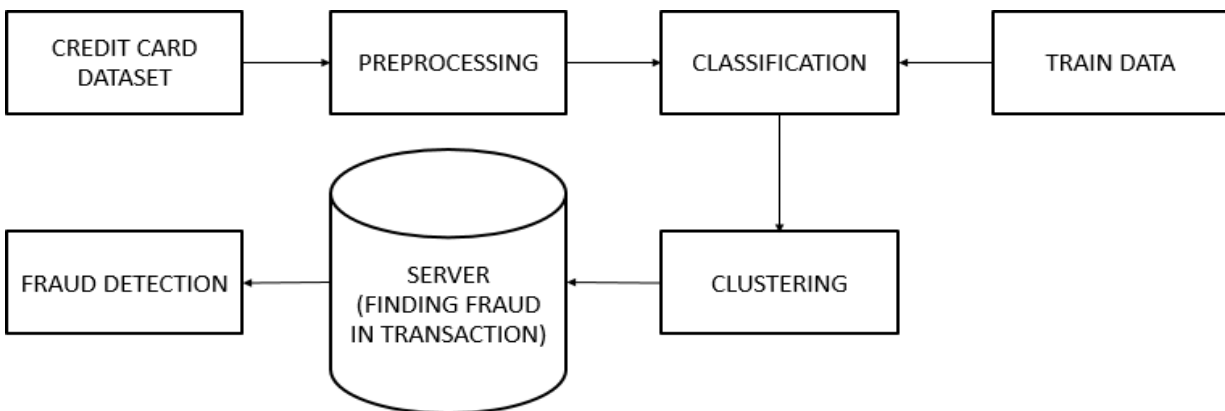 CREDIT CARD
DATASET
PREPROCESSING
CLASSIFICATION
TRAIN DATA
FRAUD DETECTION
SERVER
(FINDING FRAUD
IN TRANSACTION)
CLUSTERING